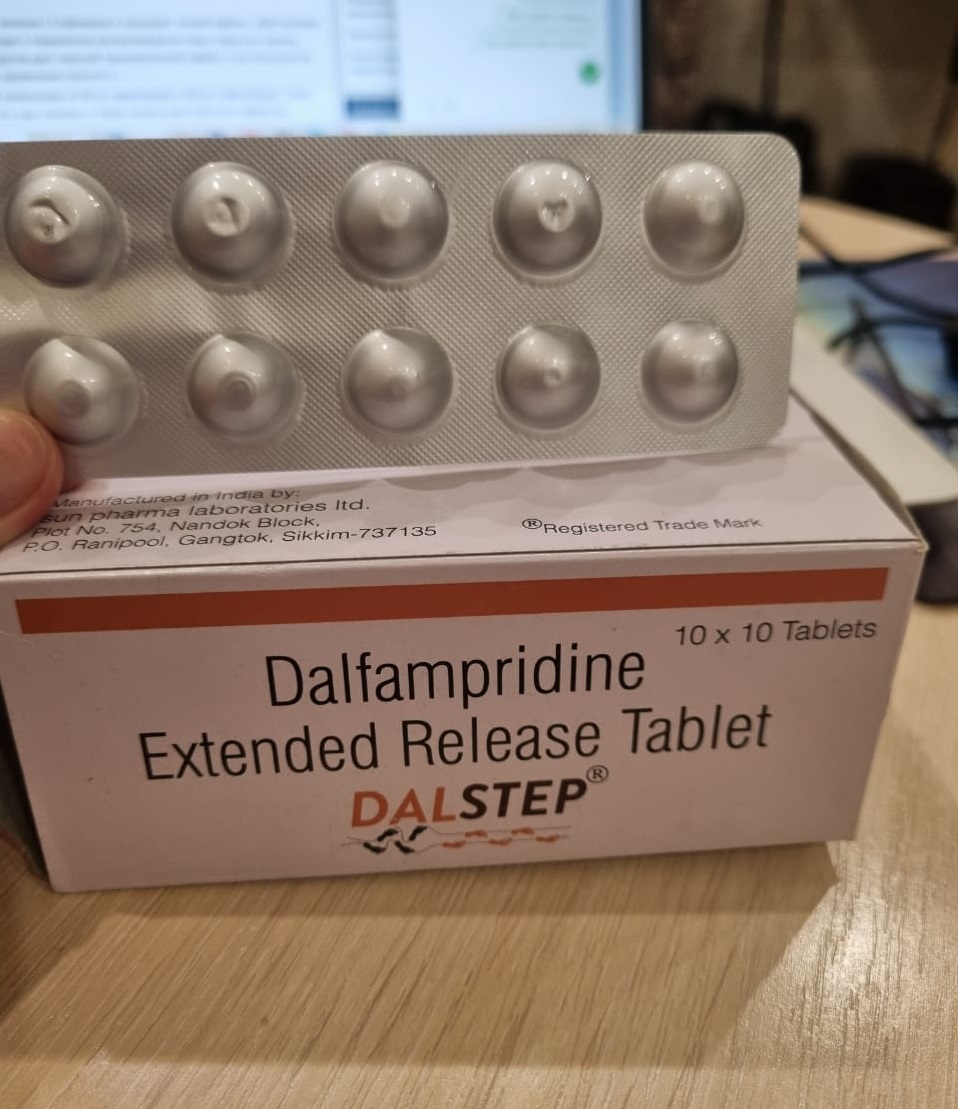 Manufactured in India by:
sun pharma laboratories ltd.
Plot No. 754, Nandok Block,
P.O. Ranipool, Gangtok, Sikkim-737135
®Registered Trade Mark
10 x 10 Tablets
Dalfampridine
Extended Release Tablet
DALSTEP®